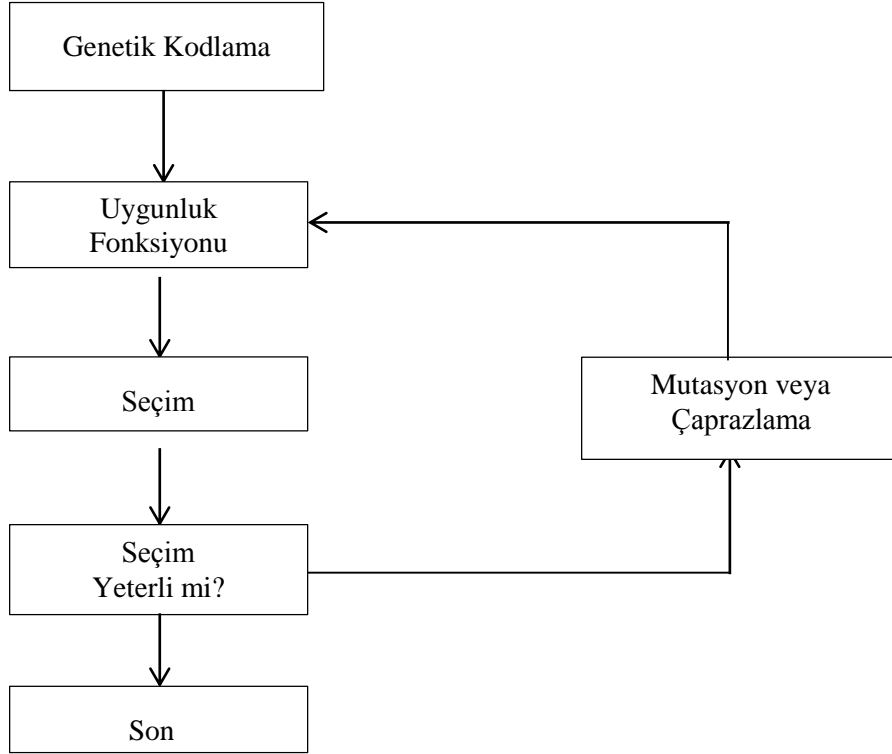 Genetik Kodlama
Uygunluk
Fonksiyonu
Seçim
Mutasyon veya
Çaprazlama
Seçim
Yeterli mi?
Son